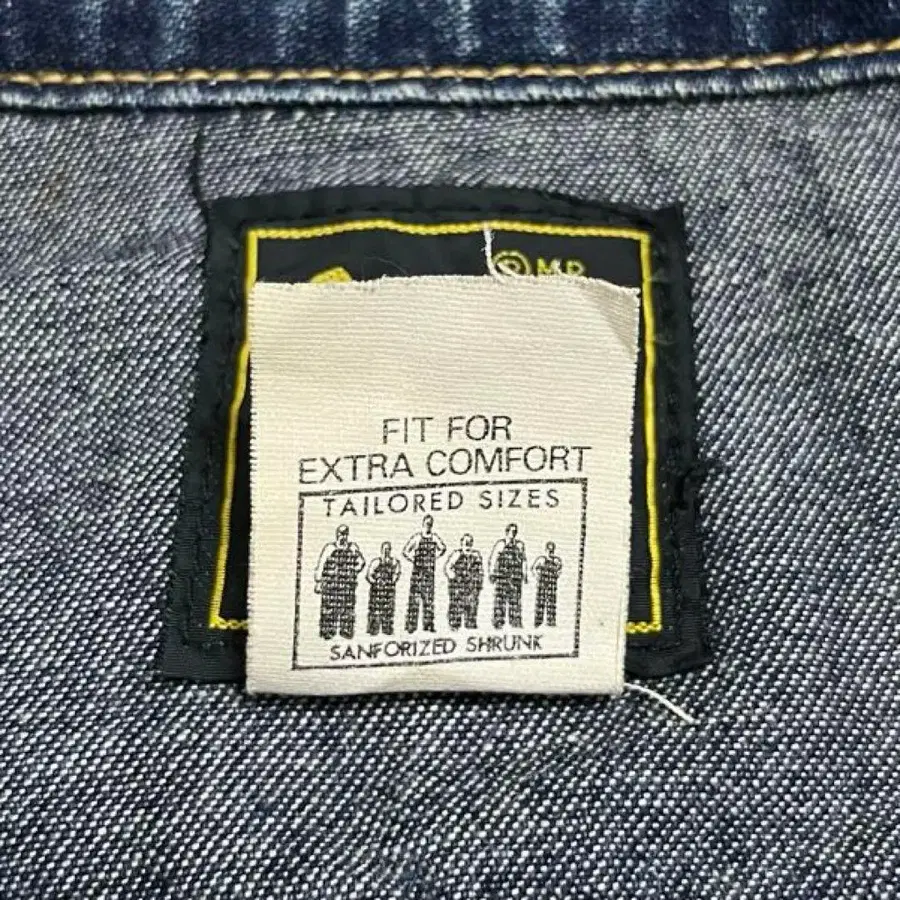 ® M.R.
FIT FOR
EXTRA COMFORT
TAILORED SIZES
SANFORIZED SHRUNK